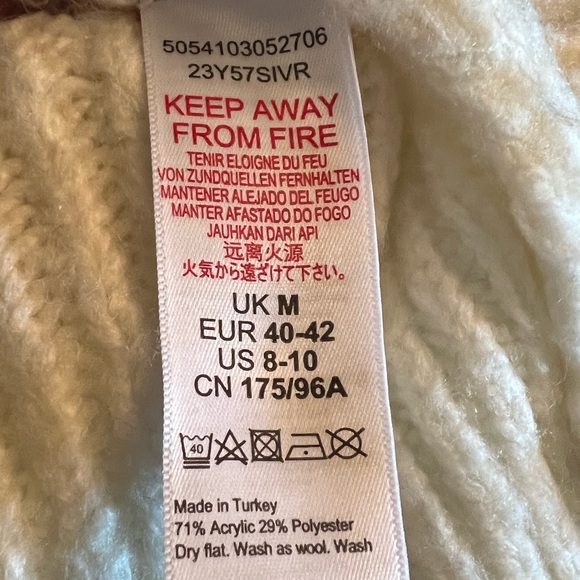 5054103052706
23Y57SIVR
KEEP AWAY
FROM FIRE
TENIR ELOIGNE DU FEU
VON ZUNDQUELLEN FERNHALTEN
MANTENER ALEJADO DEL FEUGO
MANTER AFASTADO DO FOGO
JAUHKAN DARI API
远离火源
火気から遠ざけて下さい。
UK M
EUR 40-42
US 8-10
CN 175/96A
40
Made in Turkey
71% Acrylic 29% Polyester
Dry flat. Wash as wool. Wash